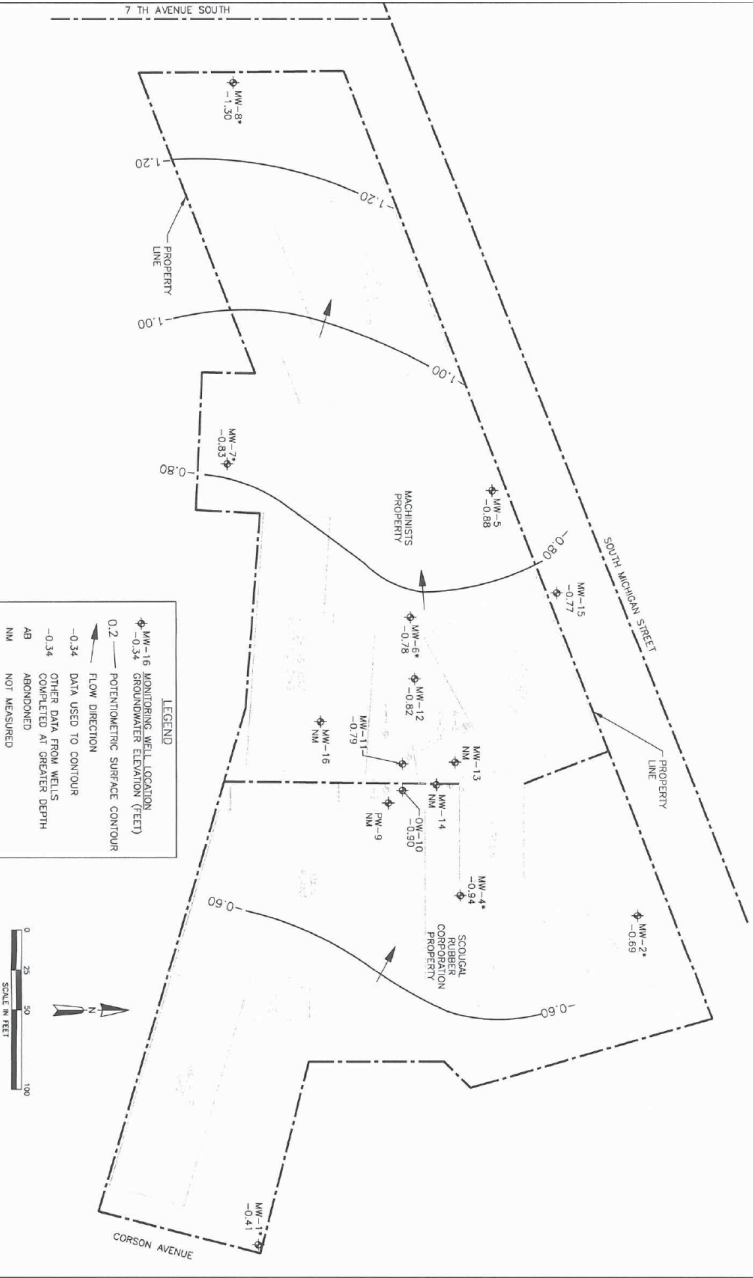 7 TH AVENUE SOUTH
MW-8*
-1.30
-1.20
-1.20
PROPERTY
LINE
-1.00
-1.00
SOUTH MICHIGAN STREET
MW-7*
-0.83
-0.80
MW-5
-0.88
-0.80
MACHINISTS
PROPERTY
MW-15
-0.77
MW-6*
-0.78
MW-12
-0.82
PROPERTY
LINE
MW-16
NM
MW-11
-0.79
MW-13
NM
MW-14
NM
OW-10
-0.90
PW-9
NM
MW-4*
-0.94
MW-2*
-0.69
SCOUGAL
RUBBER
CORPORATION
PROPERTY
-0.60
-0.60
MW-1*
-0.41
CORSON AVENUE
LEGEND
MW-16 MONITORING WELL LOCATION
-0.34 GROUNDWATER ELEVATION (FEET)
0.2 POTENTIOMETRIC SURFACE CONTOUR
FLOW DIRECTION
-0.34 DATA USED TO CONTOUR
-0.34 OTHER DATA FROM WELLS
COMPLETED AT GREATER DEPTH
AB ABONDONED
NM NOT MEASURED
N
0 25 50 100
SCALE IN FEET